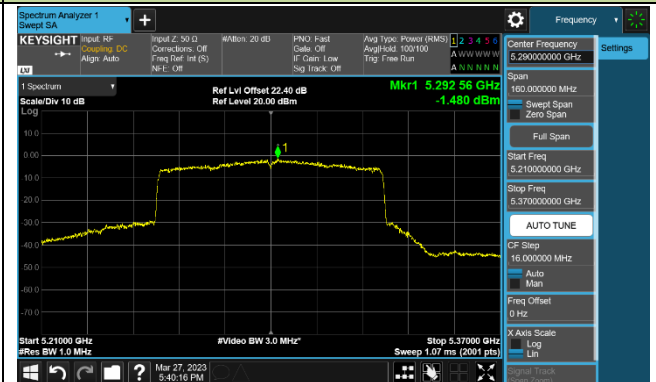 Spectrum Analyzer 1
Swept SA
Frequency
KEYSIGHT
Input: RF
Coupling: DC
Align: Auto
Input Z: 50 Ω
Corrections: Off
Freq Ref: Int (S)
NFE: Off
#Atten: 20 dB
PNO: Fast
Gate: Off
IF Gain: Low
Sig Track: Off
Avg Type: Power (RMS)
Avg|Hold: 100/100
Trig: Free Run
1 2 3 4 5 6
A W W W W W
A N N N N N
LXI
1 Spectrum
Scale/Div 10 dB
Ref Lvl Offset 22.40 dB
Ref Level 20.00 dBm
Mkr1 5.292 56 GHz
-1.480 dBm
Log
10.0
0.00
-10.0
-20.0
-30.0
-40.0
-50.0
-60.0
-70.0
1
Start 5.21000 GHz
#Res BW 1.0 MHz
#Video BW 3.0 MHz*
Stop 5.37000 GHz
Sweep 1.07 ms (2001 pts)
Center Frequency
5.290000000 GHz
Settings
Span
160.000000 MHz
Swept Span
Zero Span
Full Span
Start Freq
5.210000000 GHz
Stop Freq
5.370000000 GHz
AUTO TUNE
CF Step
16.000000 MHz
Auto
Man
Freq Offset
0 Hz
X Axis Scale
Log
Lin
Signal Track
(Span Zoom)
?
Mar 27, 2023
5:40:16 PM